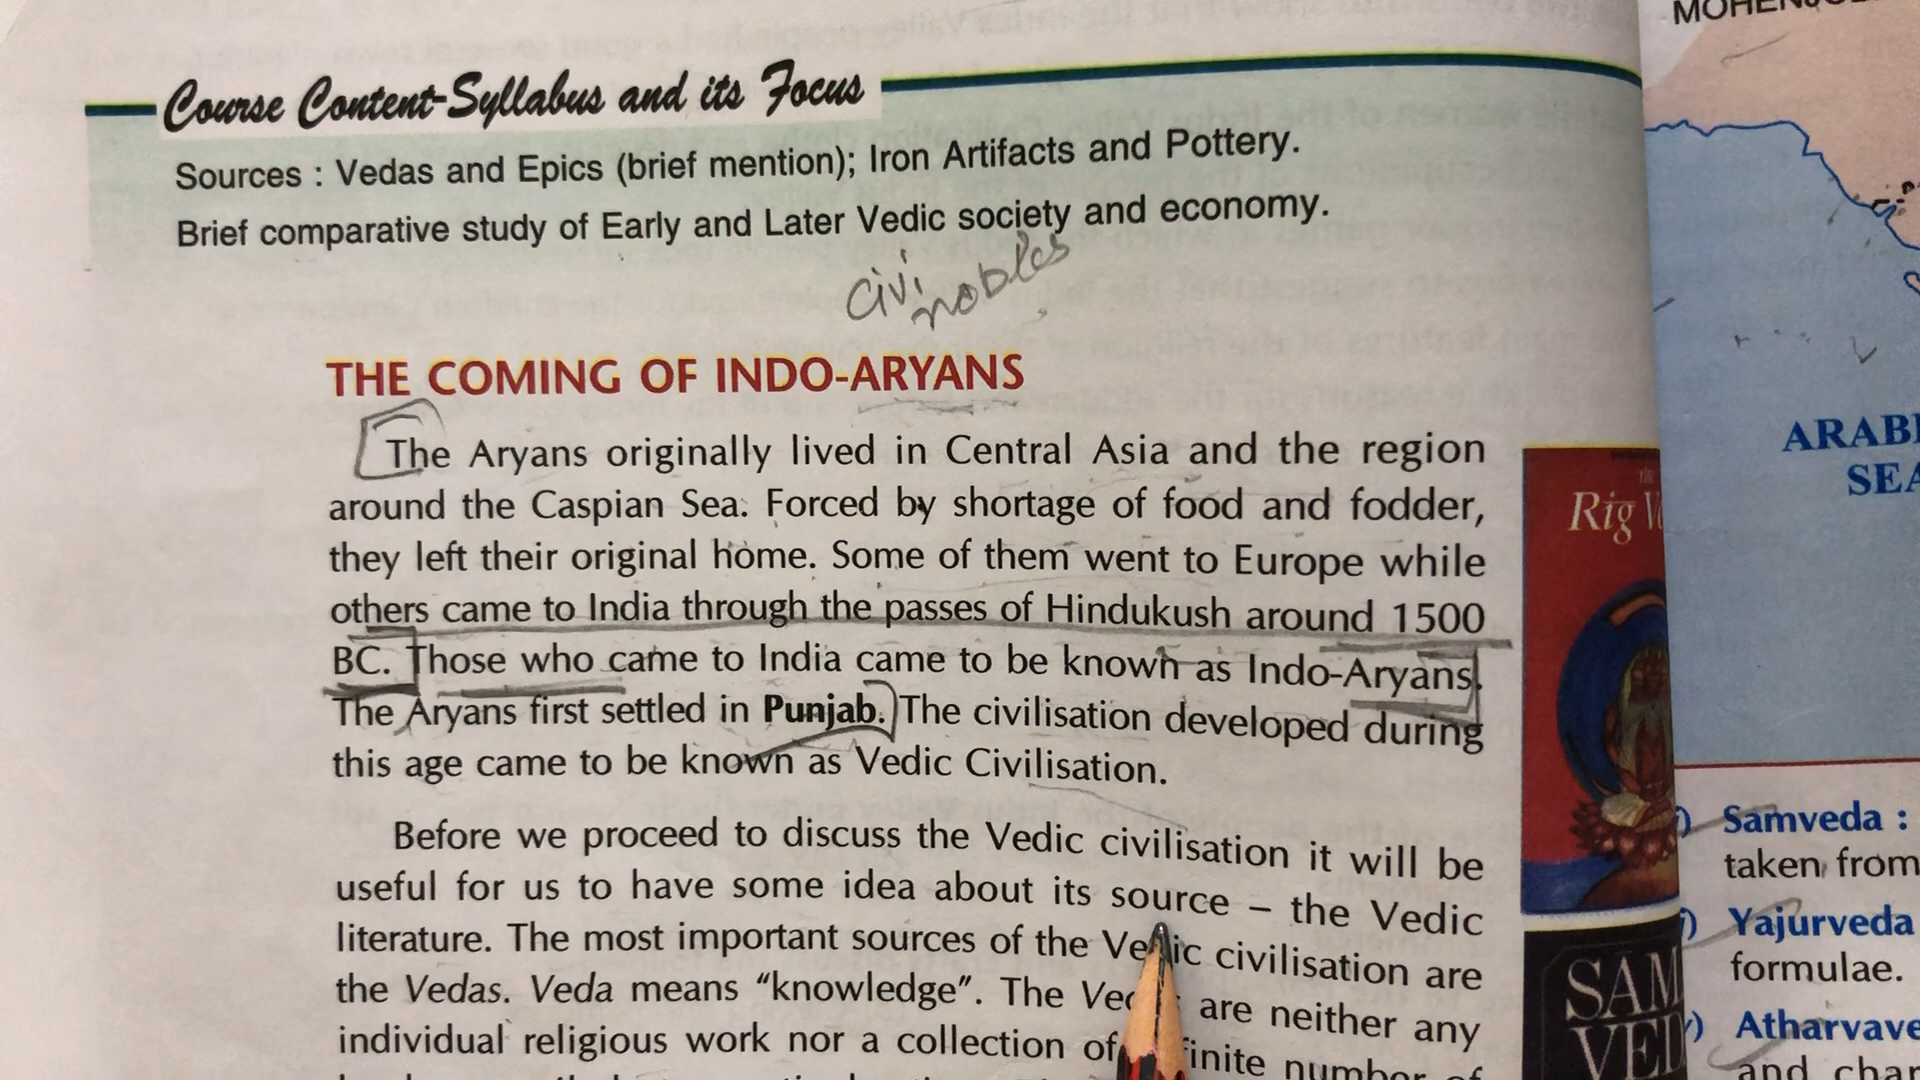 Course Content-Syllabus and its Focus
Sources : Vedas and Epics (brief mention); Iron Artifacts and Pottery.
Brief comparative study of Early and Later Vedic society and economy.
civi
nobles
THE COMING OF INDO-ARYANS
The Aryans originally lived in Central Asia and the region
around the Caspian Sea. Forced by shortage of food and fodder,
they left their original home. Some of them went to Europe while
others came to India through the passes of Hindukush around 1500
BC. Those who came to India came to be known as Indo-Aryans.
The Aryans first settled in Punjab. The civilisation developed during
this age came to be known as Vedic Civilisation.
Before we proceed to discuss the Vedic civilisation it will be
useful for us to have some idea about its source – the Vedic
literature. The most important sources of the Vedic civilisation are
the Vedas. Veda means “knowledge”. The are neither any
individual religious work nor a collection of number of
Rig
SAM
VED
ARAB
SEA
Samveda :
taken from
Yajurveda
formulae.
Atharvave
and char